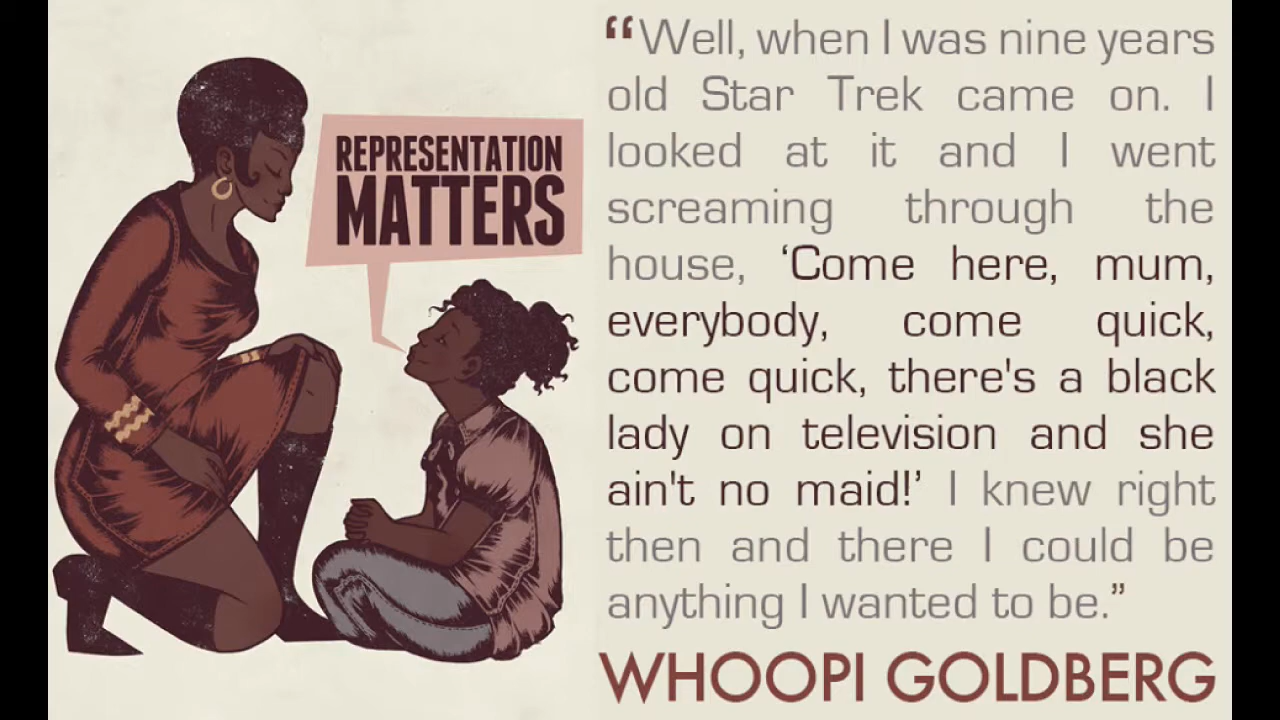 REPRESENTATION
MATTERS
“Well, when I was nine years
old Star Trek came on. I
looked at it and I went
screaming through the
house, ‘Come here, mum,
everybody, come quick,
come quick, there's a black
lady on television and she
ain't no maid!’ I knew right
then and there I could be
anything I wanted to be.”
WHOOPI GOLDBERG